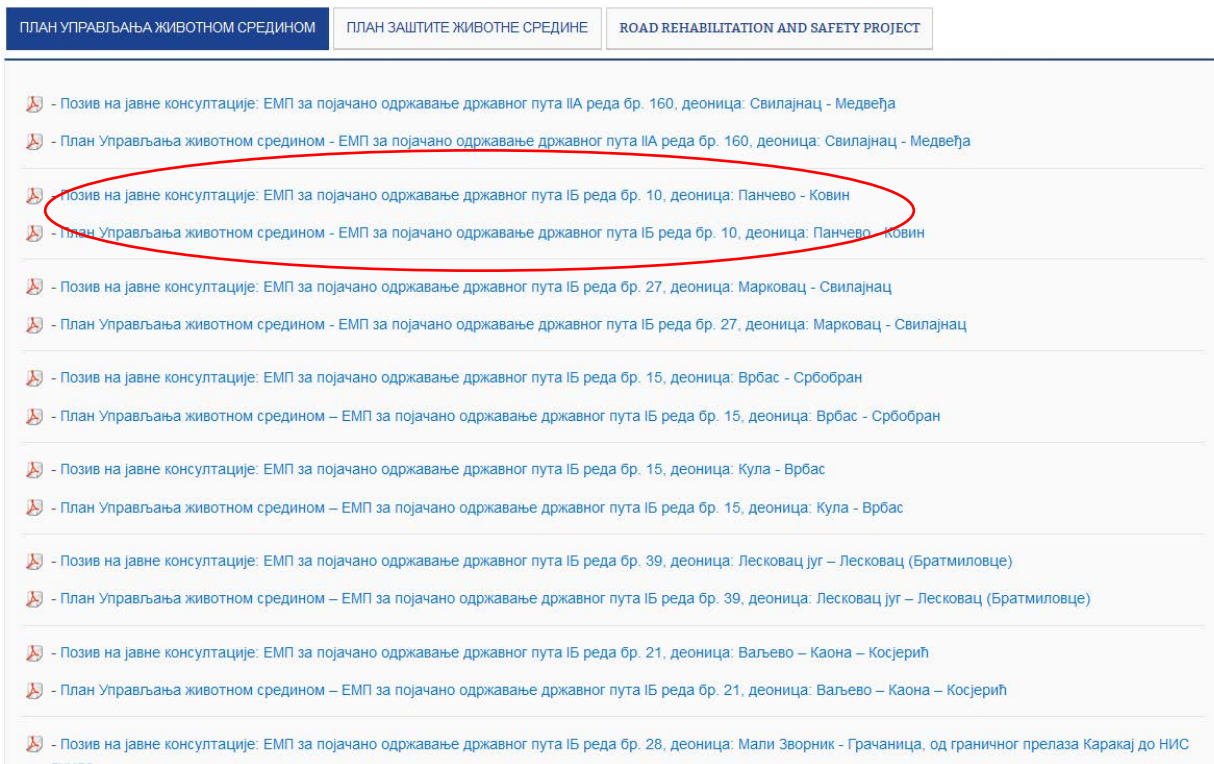 ПЛАН УПРАВЉАЊА ЖИВОТНОМ СРЕДИНОМ
ПЛАН ЗАШТИТЕ ЖИВОТНЕ СРЕДИНЕ
ROAD REHABILITATION AND SAFETY PROJECT
- Позив на јавне консултације: ЕМП за појачано одржавање државног пута IIA реда бр. 160, деоница: Свилајнац - Медвеђа
- План Управљања животном средином - ЕМП за појачано одржавање државног пута IIA реда бр. 160, деоница: Свилајнац - Медвеђа
- Позив на јавне консултације: ЕМП за појачано одржавање државног пута IБ реда бр. 10, деоница: Панчево - Ковин
- План Управљања животном средином - ЕМП за појачано одржавање државног пута IБ реда бр. 10, деоница: Панчево - Ковин
- Позив на јавне консултације: ЕМП за појачано одржавање државног пута IБ реда бр. 27, деоница: Марковац - Свилајнац
- План Управљања животном средином - ЕМП за појачано одржавање државног пута IБ реда бр. 27, деоница: Марковац - Свилајнац
- Позив на јавне консултације: ЕМП за појачано одржавање државног пута IБ реда бр. 15, деоница: Врбас - Србобран
- План Управљања животном средином – ЕМП за појачано одржавање државног пута IБ реда бр. 15, деоница: Врбас - Србобран
- Позив на јавне консултације: ЕМП за појачано одржавање државног пута IБ реда бр. 15, деоница: Кула - Врбас
- План Управљања животном средином – ЕМП за појачано одржавање државног пута IБ реда бр. 15, деоница: Кула - Врбас
- Позив на јавне консултације: ЕМП за појачано одржавање државног пута IБ реда бр. 39, деоница: Лесковац југ – Лесковац (Братмиловце)
- План Управљања животном средином – ЕМП за појачано одржавање државног пута IБ реда бр. 39, деоница: Лесковац југ – Лесковац (Братмиловце)
- Позив на јавне консултације: ЕМП за појачано одржавање државног пута IБ реда бр. 21, деоница: Ваљево – Каона – Косјерић
- План Управљања животном средином – ЕМП за појачано одржавање државног пута IБ реда бр. 21, деоница: Ваљево – Каона – Косјерић
- Позив на јавне консултације: ЕМП за појачано одржавање државног пута IБ реда бр. 28, деоница: Мали Зворник - Грачаница, од граничног прелаза Каракај до НИС